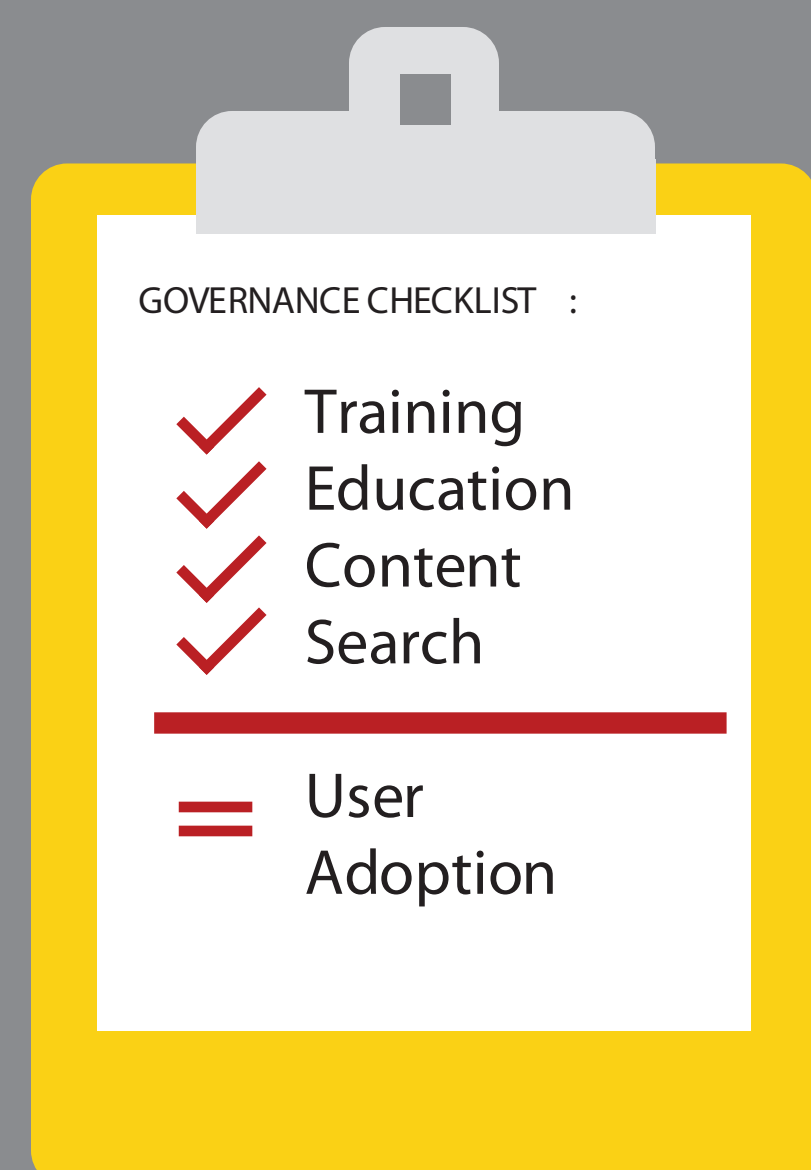 GOVERNANCE CHECKLIST :
Training
Education
Content
Search
= User
Adoption